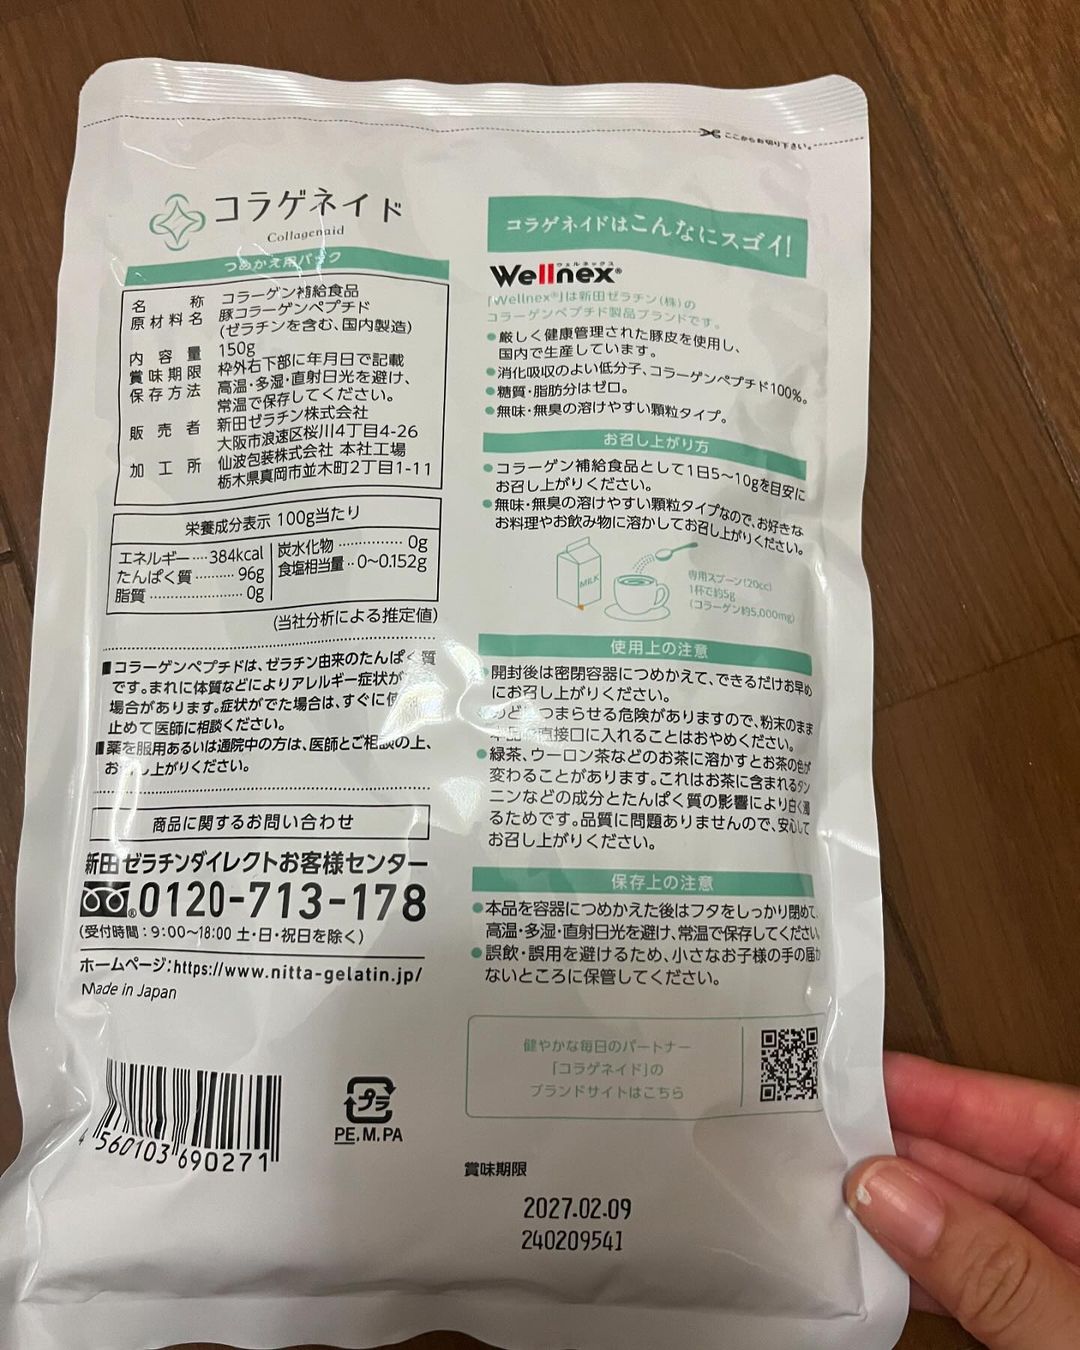 ここからお切り下さい。
コラゲネイド
Collagenaid
つめかえ用パック
名称 コラーゲン補給食品
原材料名 豚コラーゲンペプチド
(ゼラチンを含む、国内製造)
内容量 150g
賞味期限 枠外右下部に年月日で記載
保存方法 高温・多湿・直射日光を避け、
常温で保存してください。
販売者 新田ゼラチン株式会社
大阪市浪速区桜川4丁目4-26
加工所 仙波包装株式会社 本社工場
栃木県真岡市並木町2丁目1-11
栄養成分表示 100g当たり
エネルギー····384kcal
たんぱく質·········96g
脂質·····················0g
炭水化物··············0g
食塩相当量··0〜0.152g
(当社分析による推定値)
■コラーゲンペプチドは、ゼラチン由来のたんぱく質
です。まれに体質などによりアレルギー症状が
場合があります。症状がでた場合は、すぐに使
止めて医師に相談ください。
■薬を服用あるいは通院中の方は、医師とご相談の上、
お し上がりください。
商品に関するお問い合わせ
新田ゼラチンダイレクトお客様センター
0120-713-178
(受付時間:9:00〜18:00 土・日・祝日を除く)
ホームページ:https://www.nitta-gelatin.jp/
Made in Japan
4 560103 690271
プラ
PE,M,PA
コラゲネイドはこんなにスゴイ!
ウェルネックス
Wellnex®
「Wellnex®」は新田ゼラチン(株)の
コラーゲンペプチド製品ブランドです。
●厳しく健康管理された豚皮を使用し、
国内で生産しています。
●消化吸収のよい低分子、コラーゲンペプチド100%。
●糖質・脂肪分はゼロ。
●無味・無臭の溶けやすい顆粒タイプ。
お召し上がり方
●コラーゲン補給食品として1日5〜10gを目安に
お召し上がりください。
●無味・無臭の溶けやすい顆粒タイプなので、お好きな
お料理やお飲み物に溶かしてお召し上がりください。
MILK
専用スプーン(20cc)
1杯で約5g
(コラーゲン約5,000mg)
使用上の注意
●開封後は密閉容器につめかえて、できるだけお早め
にお召し上がりください。
のど つまらせる危険がありますので、粉末のまま
本品 直接口に入れることはおやめください。
●緑茶、ウーロン茶などのお茶に溶かすとお茶の色が
変わることがあります。これはお茶に含まれるタン
ニンなどの成分とたんぱく質の影響により白く濁
るためです。品質に問題ありませんので、安心して
お召し上がりください。
保存上の注意
●本品を容器につめかえた後はフタをしっかり閉めて、
高温・多湿・直射日光を避け、常温で保存してください。
●誤飲・誤用を避けるため、小さなお子様の手の届か
ないところに保管してください。
健やかな毎日のパートナー
「コラゲネイド」の
ブランドサイトはこちら
賞味期限
2027.02.09
240209541